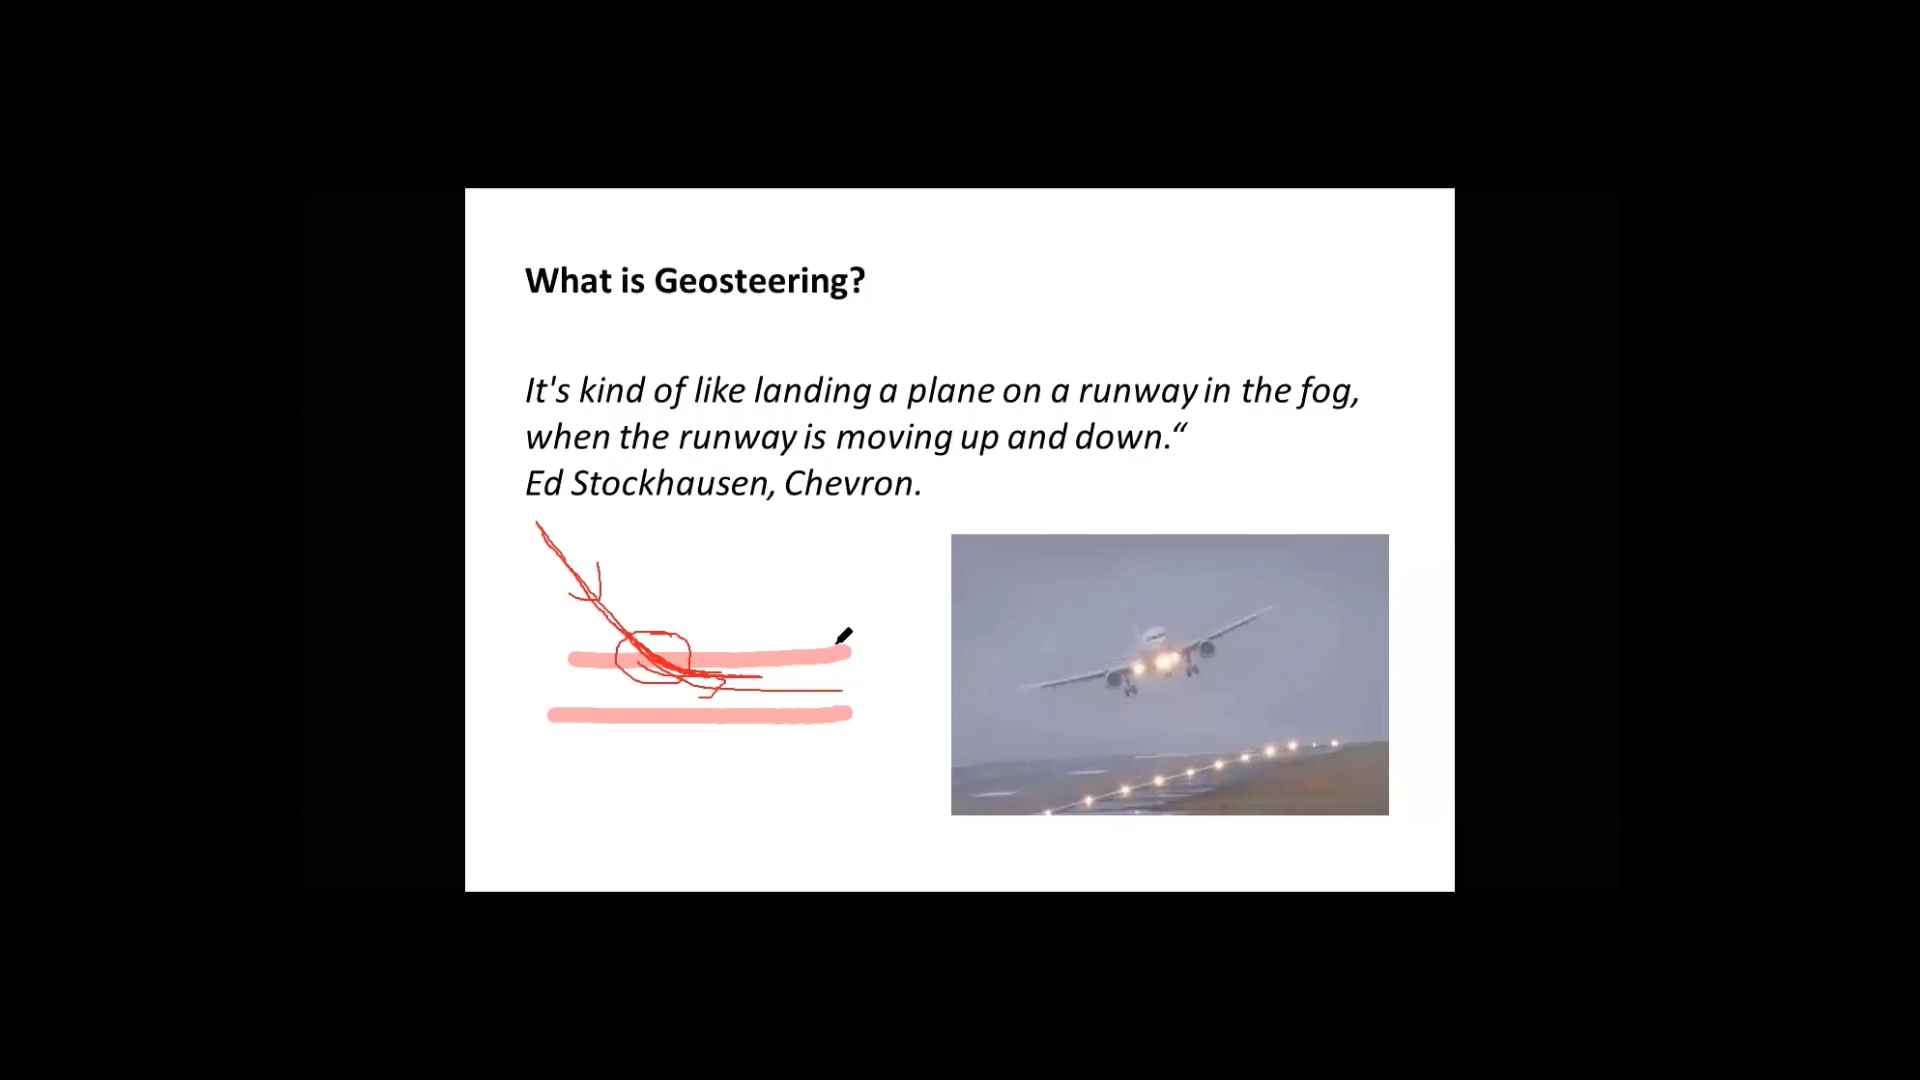 What is Geosteering?
It's kind of like landing a plane on a runway in the fog,
when the runway is moving up and down.“
Ed Stockhausen, Chevron.